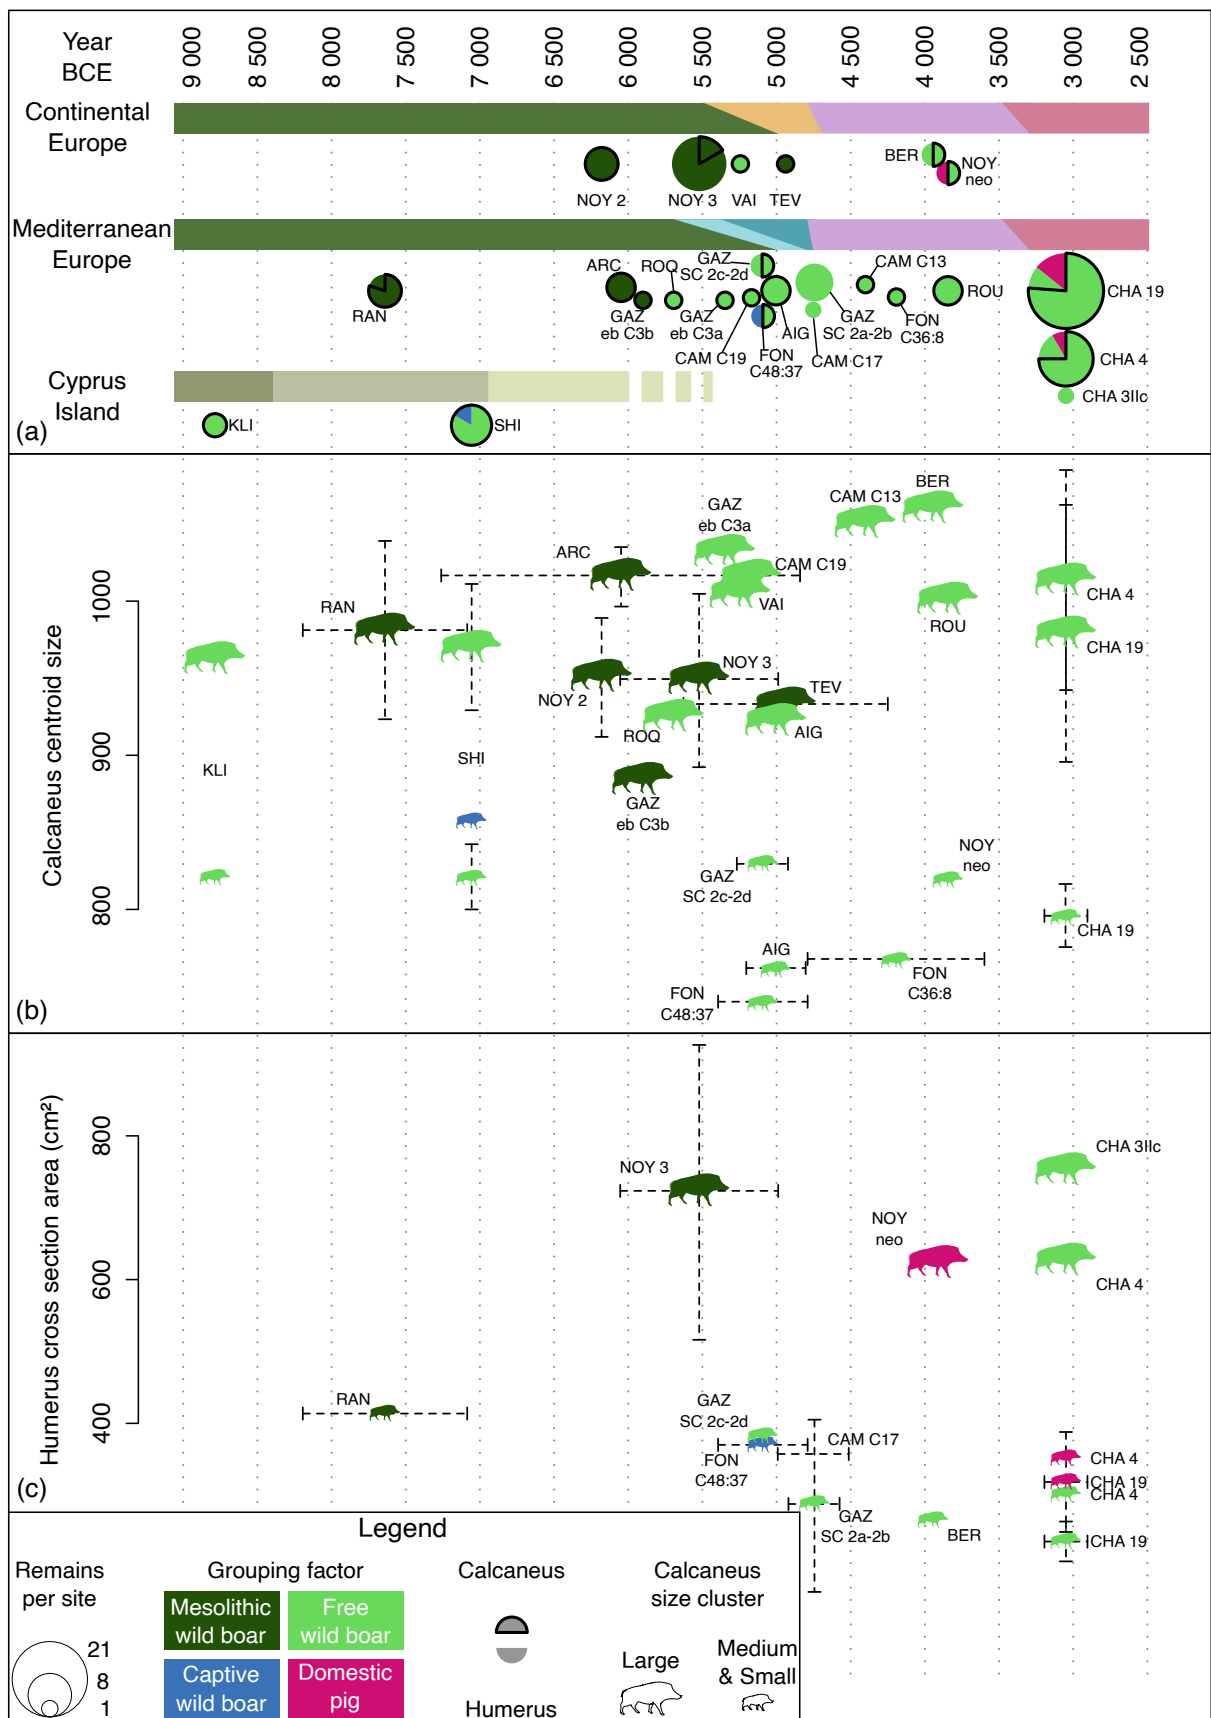 Year
BCE
9 000
8 500
8 000
7 500
7 000
6 500
6 000
5 500
5 000
4 500
4 000
3 500
3 000
2 500
Continental
Europe
NOY 2
NOY 3
VAI
TEV
BER
NOY
neo
Mediterranean
Europe
RAN
ARC
GAZ
eb C3b
ROQ
GAZ
eb C3a
GAZ
SC 2c-2d
CAM C19
FON
C48:37
AIG
GAZ
SC 2a-2b
CAM C17
CAM C13
FON
C36:8
ROU
CHA 19
CHA 4
CHA 3IIc
Cyprus
Island
KLI
SHI
(a)
Calcaneus centroid size
1000
900
800
KLI
RAN
SHI
ARC
NOY 2
GAZ
eb C3a
CAM C19
VAI
NOY 3
TEV
ROQ
AIG
GAZ
eb C3b
CAM C13
BER
ROU
CHA 4
CHA 19
GAZ
SC 2c-2d
NOY
neo
CHA 19
AIG
FON
C36:8
FON
C48:37
(b)
Humerus cross section area (cm²)
800
600
400
NOY 3
CHA 3IIc
NOY
neo
CHA 4
RAN
GAZ
SC 2c-2d
FON
C48:37
CAM C17
GAZ
SC 2a-2b
BER
CHA 4
CHA 19
CHA 4
CHA 19
(c)
Legend
Remains
per site
21
8
1
Grouping factor
Mesolithic
wild boar
Free
wild boar
Captive
wild boar
Domestic
pig
Calcaneus
Humerus
Calcaneus
size cluster
Large
Medium
& Small